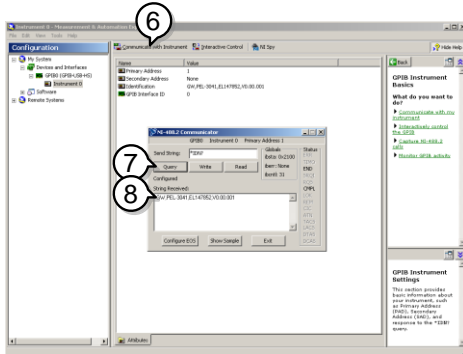 6
Instrument 0 - Measurement & Automation
File Edit View Tools Help
Configuration
Communicate with Instrument
Interactive Control
NI Spy
Hide Help
My System
Devices and Interfaces
GPIB0 (GPIB-USB-HS)
Instrument 0
Software
Remote Systems
Name Value
Primary Address 1
Secondary Address None
Identification GW,PEL-3041,EL147852,V0.00.001
GPIB Interface ID 0
Back
GPIB Instrument
Basics
What do you want to
do?
Communicate with my
instrument
Interactively control
the GPIB
Capture NI-488.2
calls
Monitor GPIB activity
NI-488.2 Communicator
GPIB0 Instrument 0 Primary Address 1
Send String:
Globals
Status
ibsta: 0x2100
iberr: None
ibcntl: 31
END
CMPL
7
Query Write Read
Configured
8
String Received:
GW,PEL-3041,EL147852,V0.00.001
Configure EOS Show Sample Exit
GPIB Instrument
Settings
This section provides
basic information about
your instrument, such
as Primary Address
(PAD), Secondary
Address (SAD), and
response to the *IDN?
query.
Attributes